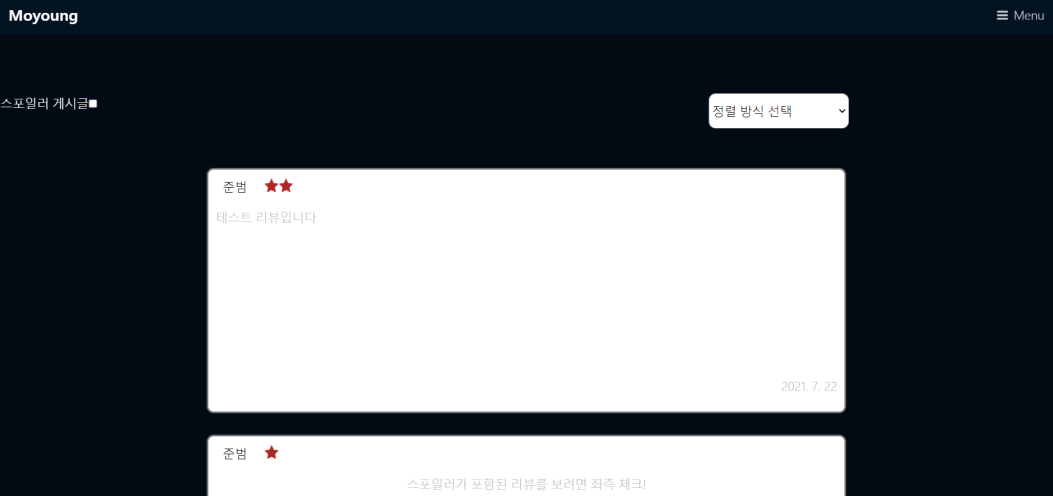 Moyoung
Menu
스포일러 게시글
정렬 방식 선택
준범
테스트 리뷰입니다
2021. 7. 22
준범
스포일러가 포함된 리뷰를 보려면 좌측 체크!